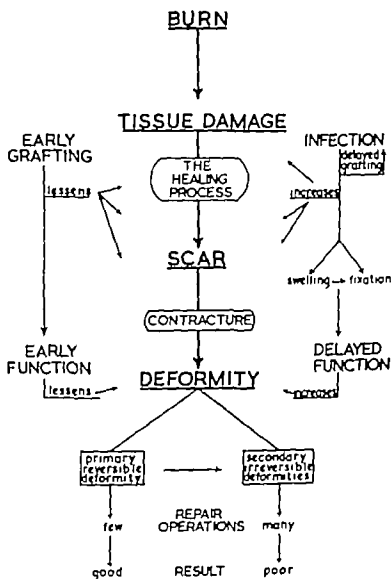 BURN
TISSUE DAMAGE
EARLY
GRAFTING
lessens
THE
HEALING
PROCESS
INFECTION
delayed
grafting
increases
SCAR
swelling
fixation
CONTRACTURE
EARLY
FUNCTION
lessens
DEFORMITY
DELAYED
FUNCTION
increases
primary
reversible
deformity
secondary
irreversible
deformities
few
REPAIR
OPERATIONS
many
good
RESULT
poor